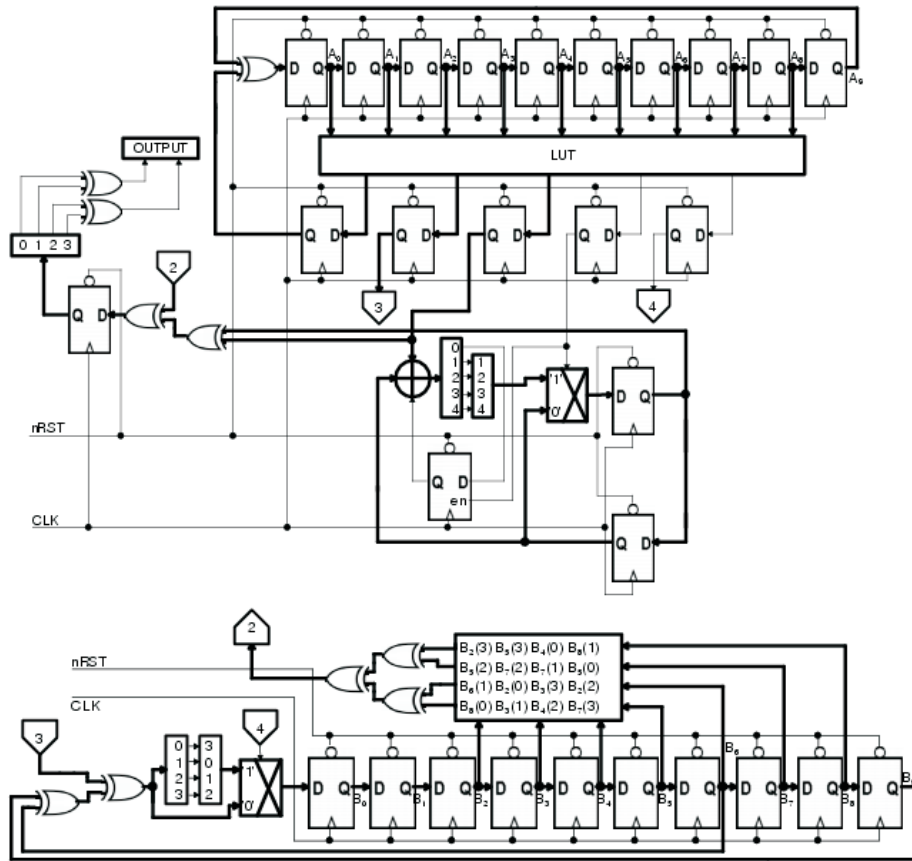 D Q D Q D Q D Q D Q D Q D Q D Q D Q D Q
A₀ A₁ A₂ A₃ A₄ A₅ A₆ A₇ A₈ A₉
LUT
OUTPUT
0 1 2 3
Q D Q D Q D Q D Q D
3
4
2
Q D
0
1 1
2 2
3 3
4 4
'1'
'0'
D Q
nRST
Q D
en
CLK
Q D
2
B₂(3) B₅(3) B₄(0) B₈(1)
B₅(2) B₇(2) B₇(1) B₅(0)
B₆(1) B₂(0) B₃(3) B₂(2)
B₈(0) B₃(1) B₄(2) B₇(3)
nRST
CLK
3
4
0 3
1 0
2 1
3 2
'1'
'0'
D Q D Q D Q D Q D Q D Q D Q D Q D Q D Q
B₀ B₁ B₂ B₃ B₄ B₅ B₆ B₇ B₈